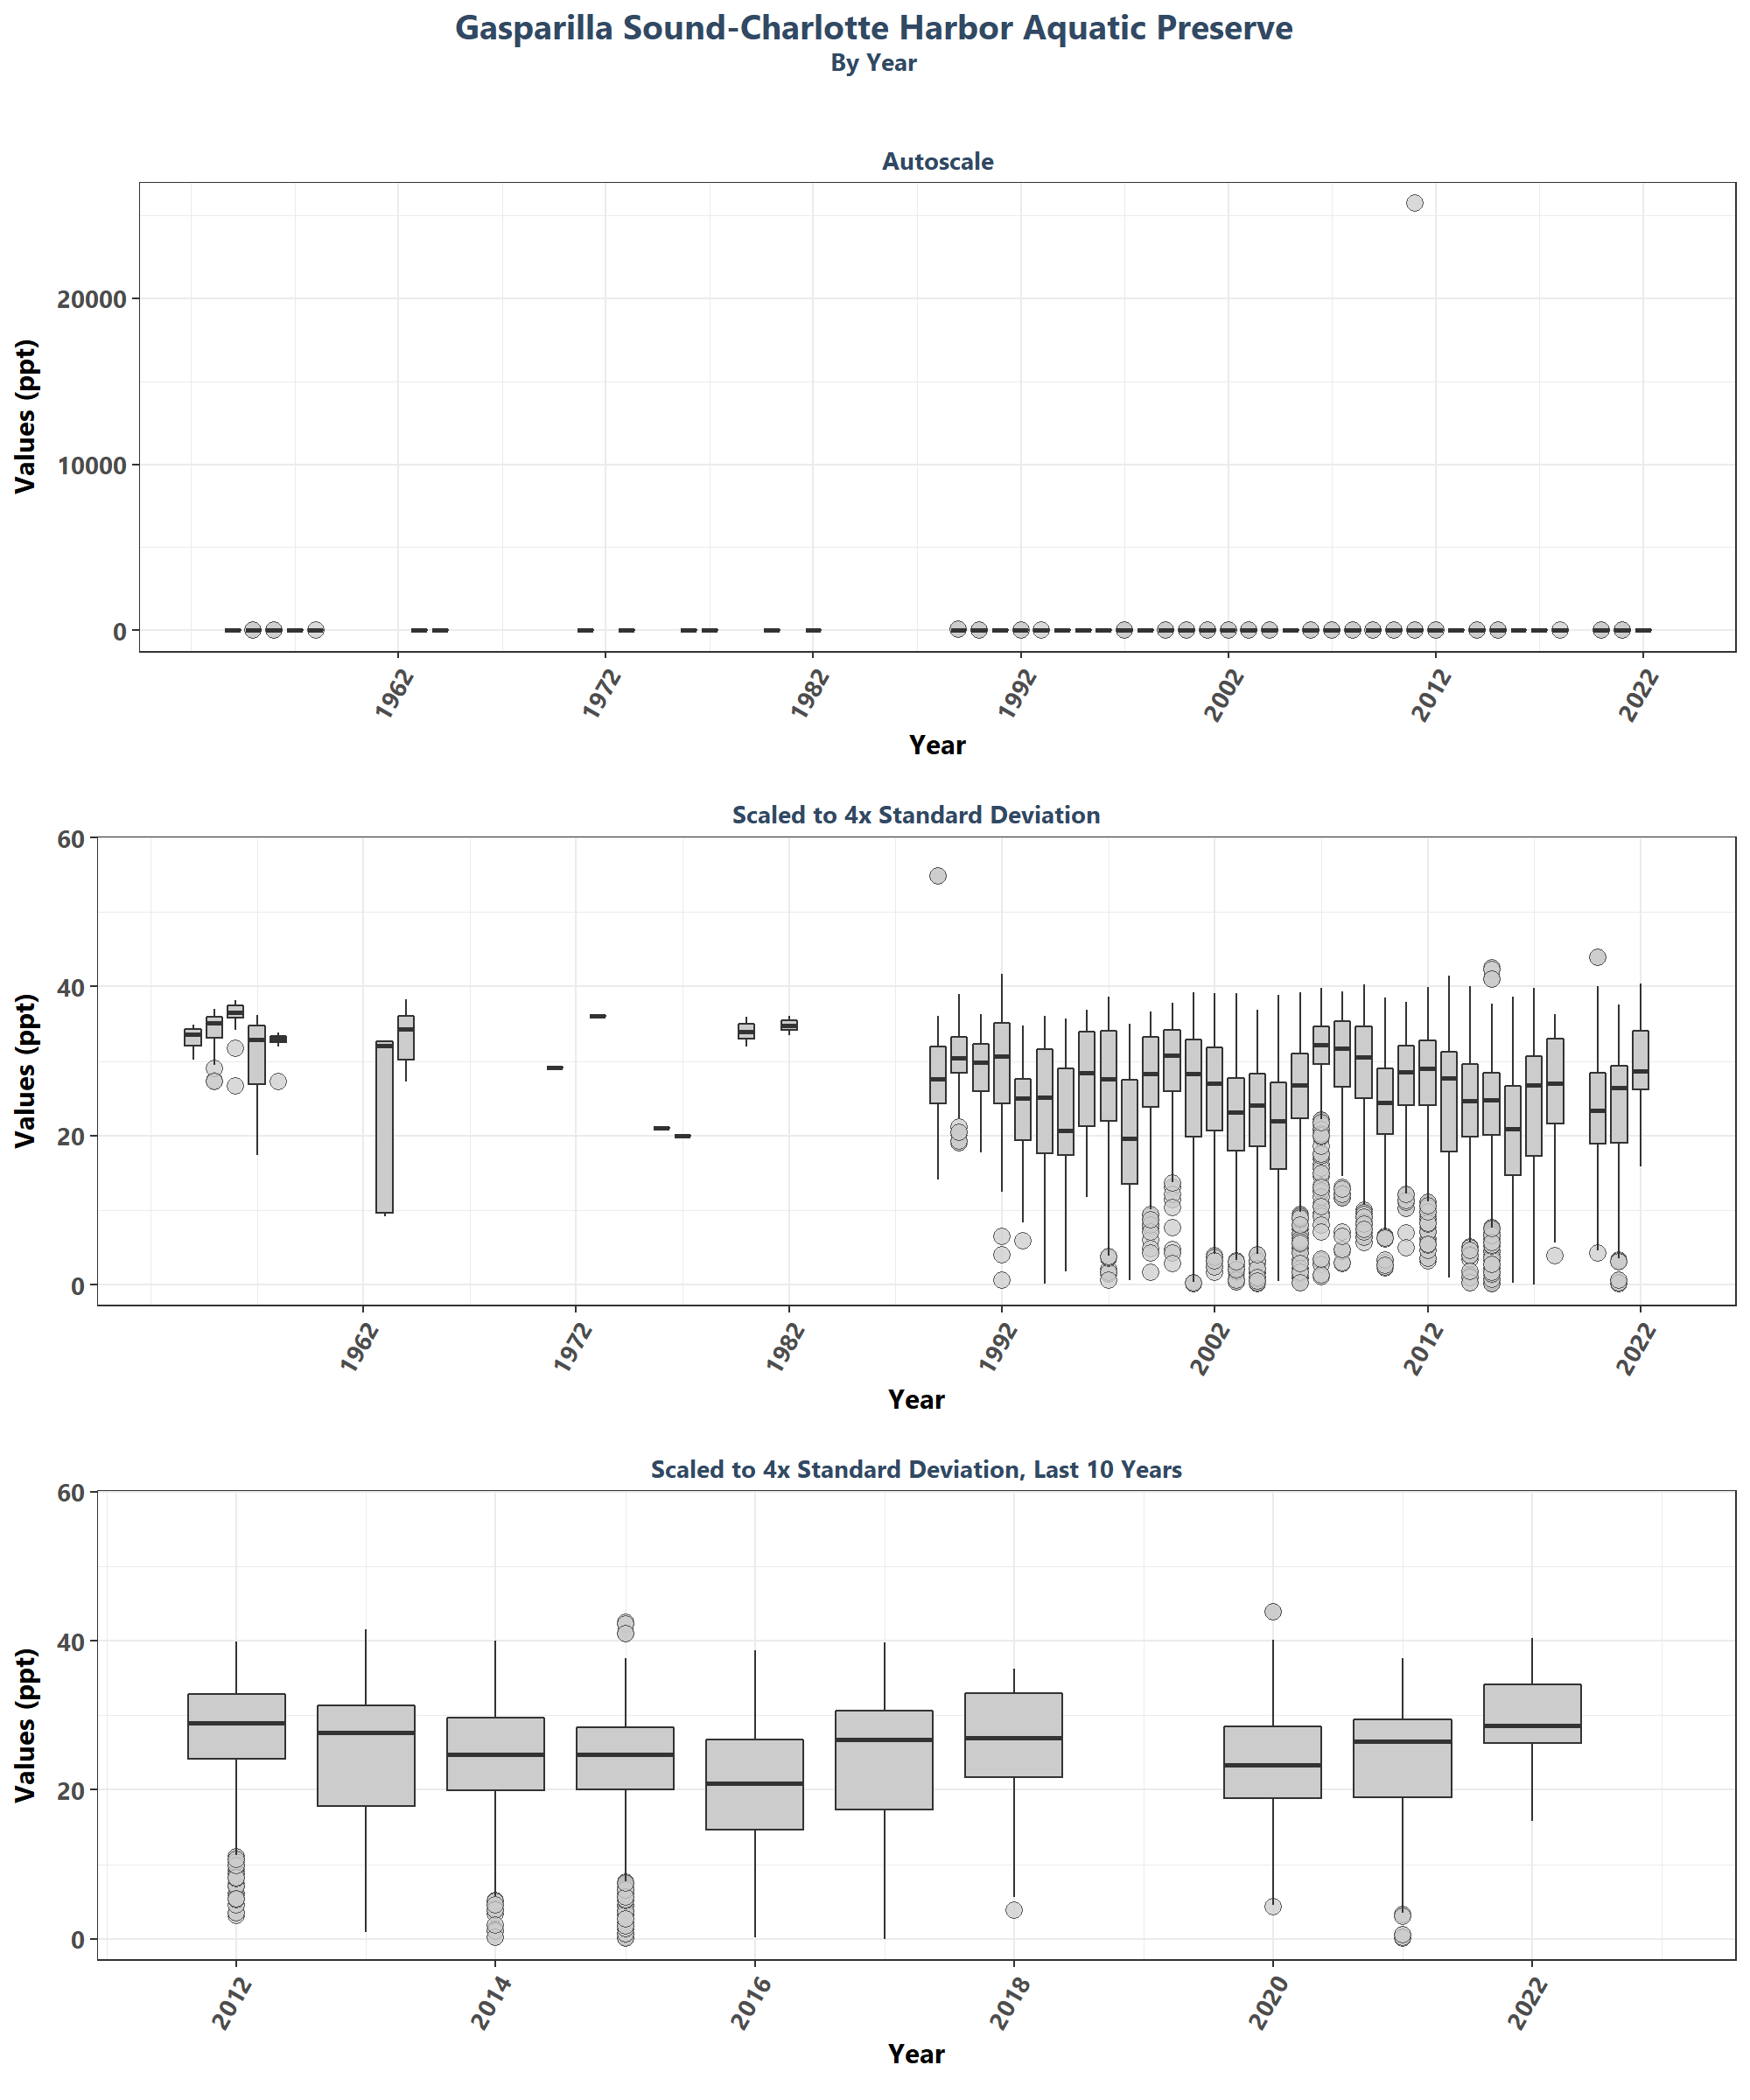 Gasparilla Sound-Charlotte Harbor Aquatic Preserve
By Year
Autoscale
Values (ppt)
20000
10000
0
1962
1972
1982
1992
2002
2012
2022
Year
Scaled to 4x Standard Deviation
Values (ppt)
60
40
20
0
1962
1972
1982
1992
2002
2012
2022
Year
Scaled to 4x Standard Deviation, Last 10 Years
Values (ppt)
60
40
20
0
2012
2014
2016
2018
2020
2022
Year